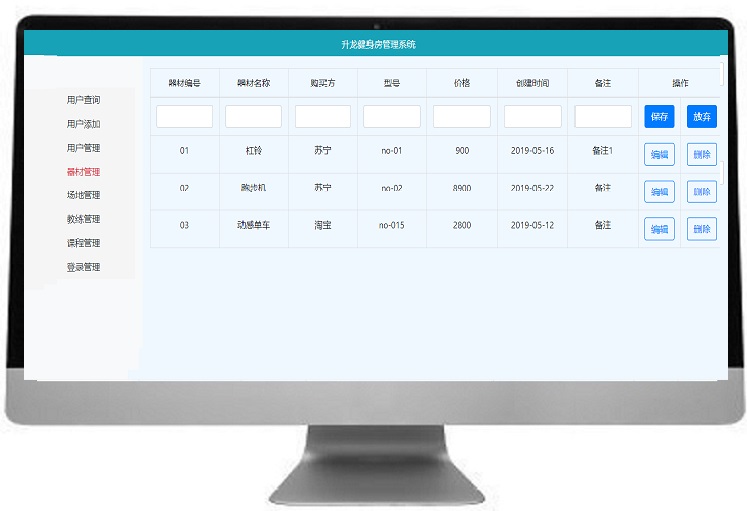 升龙健身房管理系统
用户查询
用户添加
用户管理
器材管理
场地管理
教练管理
课程管理
登录管理
器材编号 器材名称 购买方 型号 价格 创建时间 备注 操作
保存 放弃
01 杠铃 苏宁 no-01 900 2019-05-16 备注1 编辑 删除
02 跑步机 苏宁 no-02 8900 2019-05-22 备注 编辑 删除
03 动感单车 淘宝 no-015 2800 2019-05-12 备注 编辑 删除